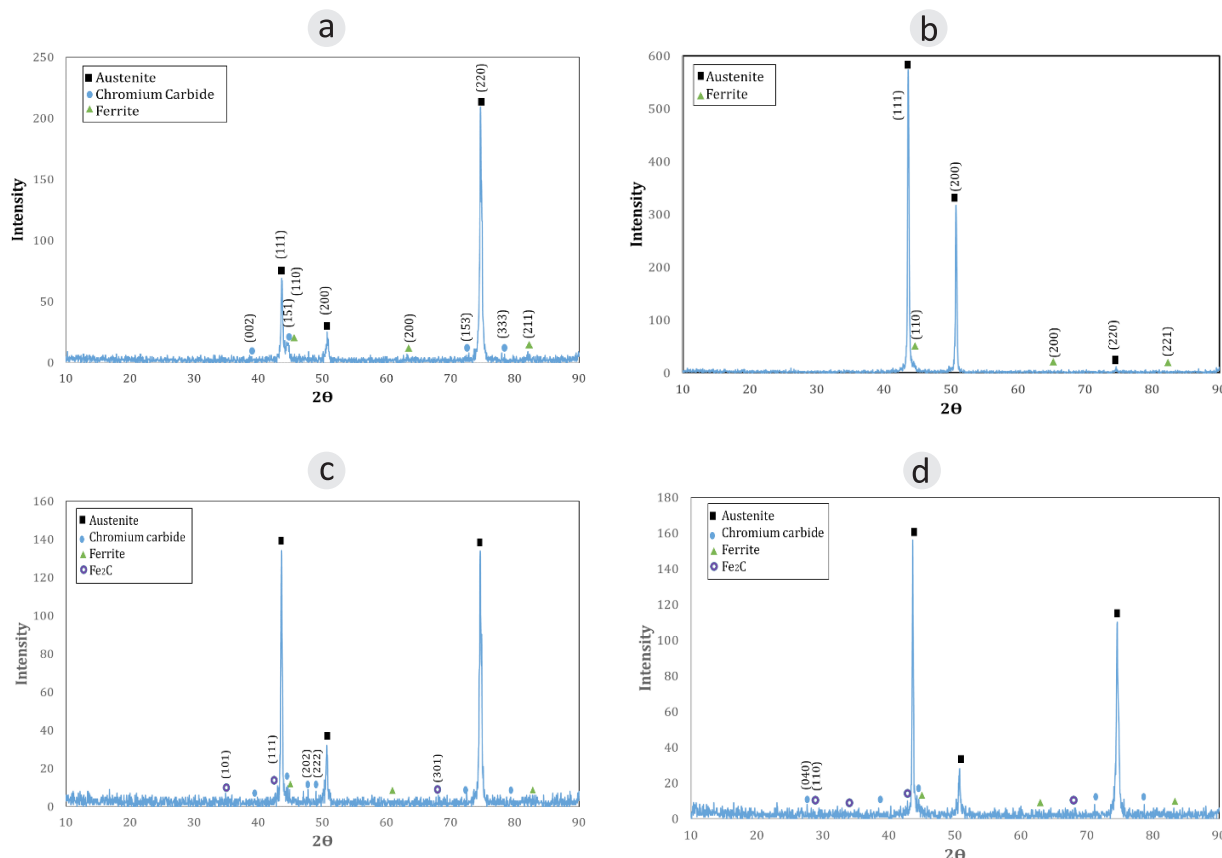 a
250
200
150
100
50
0
Intensity
Austenite
Chromium Carbide
Ferrite
(002)
(111)
(151)
(110)
(200)
(200)
(153)
(220)
(333)
(211)
10 20 30 40 50 60 70 80 90
2Ɵ
b
600
500
400
300
200
100
0
Intensity
Austenite
Ferrite
(111)
(110)
(200)
(200)
(220)
(221)
10 20 30 40 50 60 70 80 90
2Ɵ
c
160
140
120
100
80
60
40
20
0
Intensity
Austenite
Chromium carbide
Ferrite
Fe2C
(101)
(111)
(202)
(222)
(301)
10 20 30 40 50 60 70 80 90
2Ɵ
d
180
160
140
120
100
80
60
40
20
0
Intensity
Austenite
Chromium carbide
Ferrite
Fe2C
(040)
(110)
10 20 30 40 50 60 70 80 90
2Ɵ